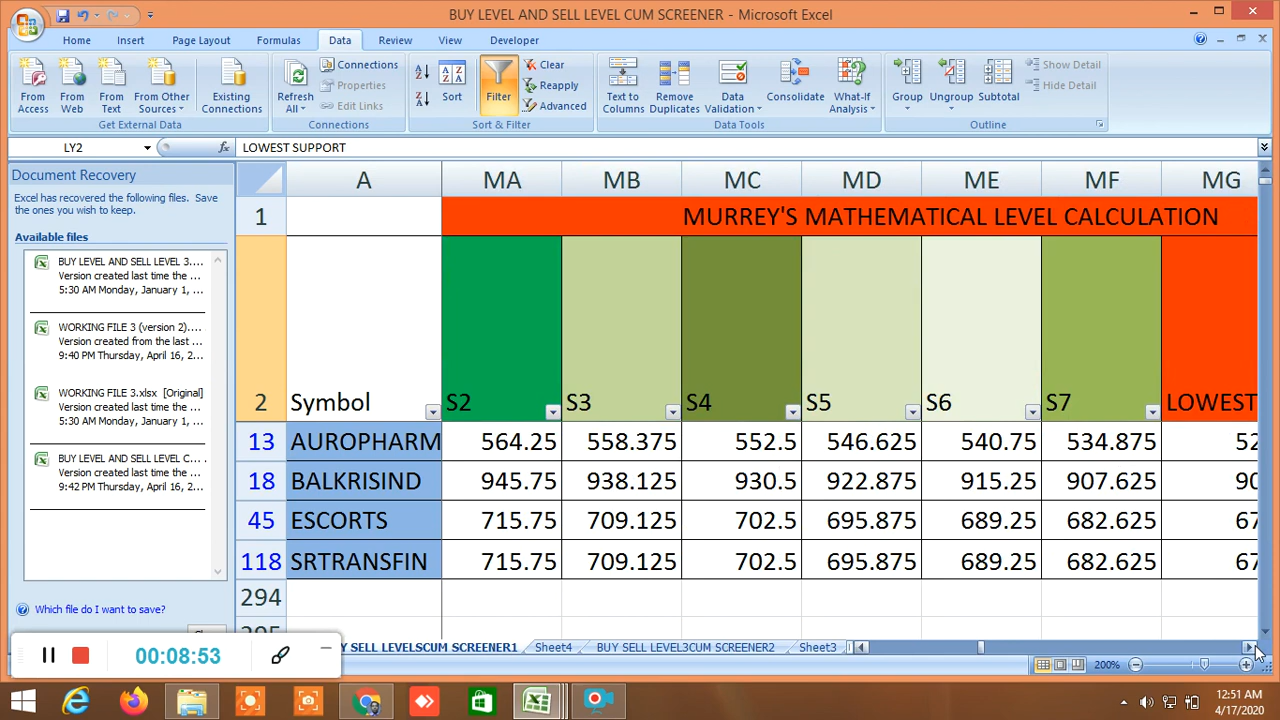 BUY LEVEL AND SELL LEVEL CUM SCREENER - Microsoft Excel
Home Insert Page Layout Formulas Data Review View Developer
From Access
From Web
From Text
From Other Sources
Existing Connections
Get External Data
Refresh All
Connections
Properties
Edit Links
Connections
Sort
Filter
Clear
Reapply
Advanced
Sort & Filter
Text to Columns
Remove Duplicates
Data Validation
Consolidate
What-If Analysis
Data Tools
Group
Ungroup
Subtotal
Show Detail
Hide Detail
Outline
LY2 fx LOWEST SUPPORT
Document Recovery
Excel has recovered the following files. Save
the ones you wish to keep.
Available files
BUY LEVEL AND SELL LEVEL 3....
Version created last time the ...
5:30 AM Monday, January 1, ...
WORKING FILE 3 (version 2)....
Version created from the last ...
9:40 PM Thursday, April 16, 2...
WORKING FILE 3.xlsx [Original]
Version created last time the ...
5:30 AM Monday, January 1, ...
BUY LEVEL AND SELL LEVEL C...
Version created last time the ...
9:42 PM Thursday, April 16, 2...
Which file do I want to save?
A MA MB MC MD ME MF MG
1 MURREY'S MATHEMATICAL LEVEL CALCULATION
2 Symbol S2 S3 S4 S5 S6 S7 LOWEST
13 AUROPHARM 564.25 558.375 552.5 546.625 540.75 534.875 52
18 BALKRISIND 945.75 938.125 930.5 922.875 915.25 907.625 90
45 ESCORTS 715.75 709.125 702.5 695.875 689.25 682.625 67
118 SRTRANSFIN 715.75 709.125 702.5 695.875 689.25 682.625 67
294
BUY SELL LEVELSCUM SCREENER1 Sheet4 BUY SELL LEVEL3CUM SCREENER2 Sheet3
00:08:53
200%
12:51 AM
4/17/2020